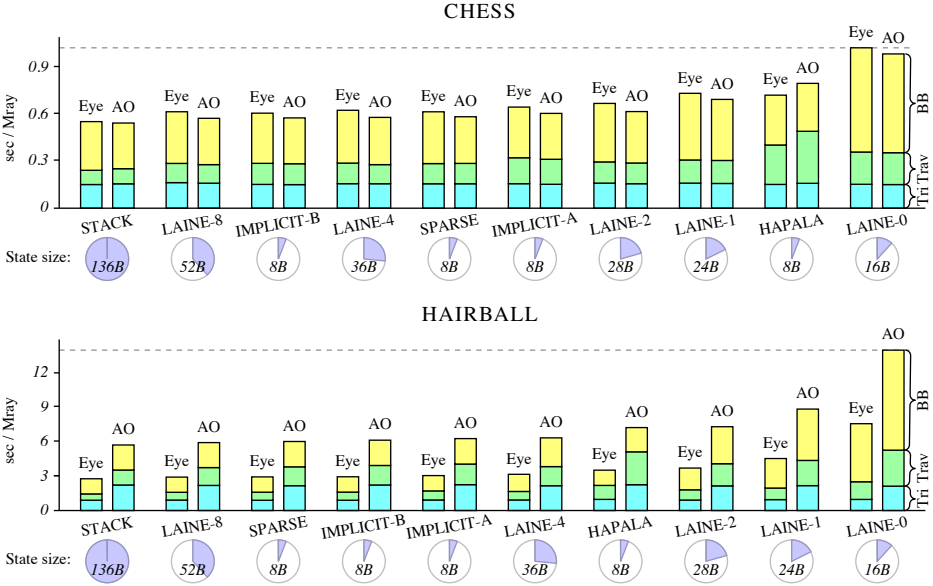 CHESS
sec / Mray
0.9
0.6
0.3
0
Eye AO Eye AO Eye AO Eye AO Eye AO Eye AO Eye AO Eye AO Eye AO Eye AO
BB
Trav
Tri
STACK LAINE-8 IMPLICIT-B LAINE-4 SPARSE IMPLICIT-A LAINE-2 LAINE-1 HAPALA LAINE-0
State size: 136B 52B 8B 36B 8B 8B 28B 24B 8B 16B
HAIRBALL
sec / Mray
12
9
6
3
0
Eye AO Eye AO Eye AO Eye AO Eye AO Eye AO Eye AO Eye AO Eye AO Eye AO
BB
Trav
Tri
STACK LAINE-8 SPARSE IMPLICIT-B IMPLICIT-A LAINE-4 HAPALA LAINE-2 LAINE-1 LAINE-0
State size: 136B 52B 8B 8B 8B 36B 8B 28B 24B 16B